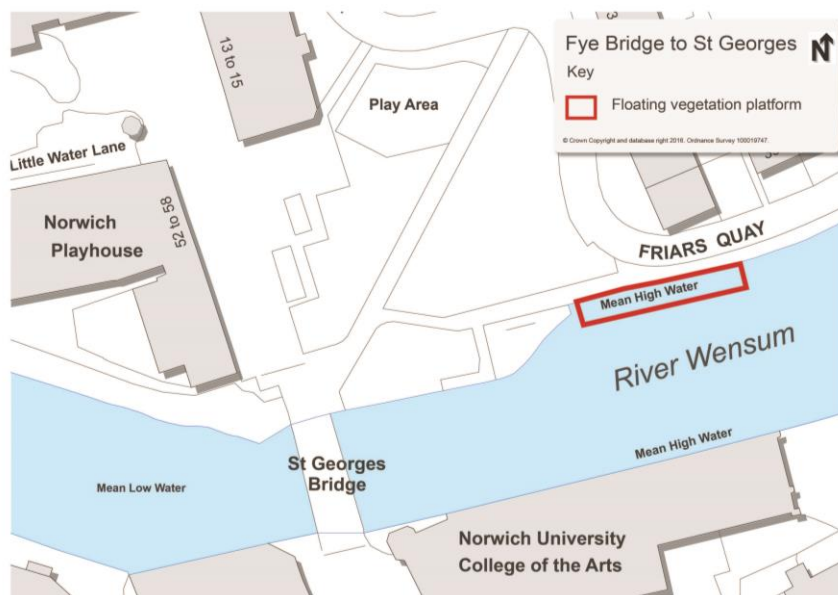 Fye Bridge to St Georges
N
Key
Floating vegetation platform
© Crown Copyright and database right 2016. Ordnance Survey 100019747.
13 to 15
Play Area
Little Water Lane
Norwich
Playhouse
52 to 58
FRIARS QUAY
Mean High Water
River Wensum
Mean High Water
St Georges
Bridge
Mean Low Water
Norwich University
College of the Arts